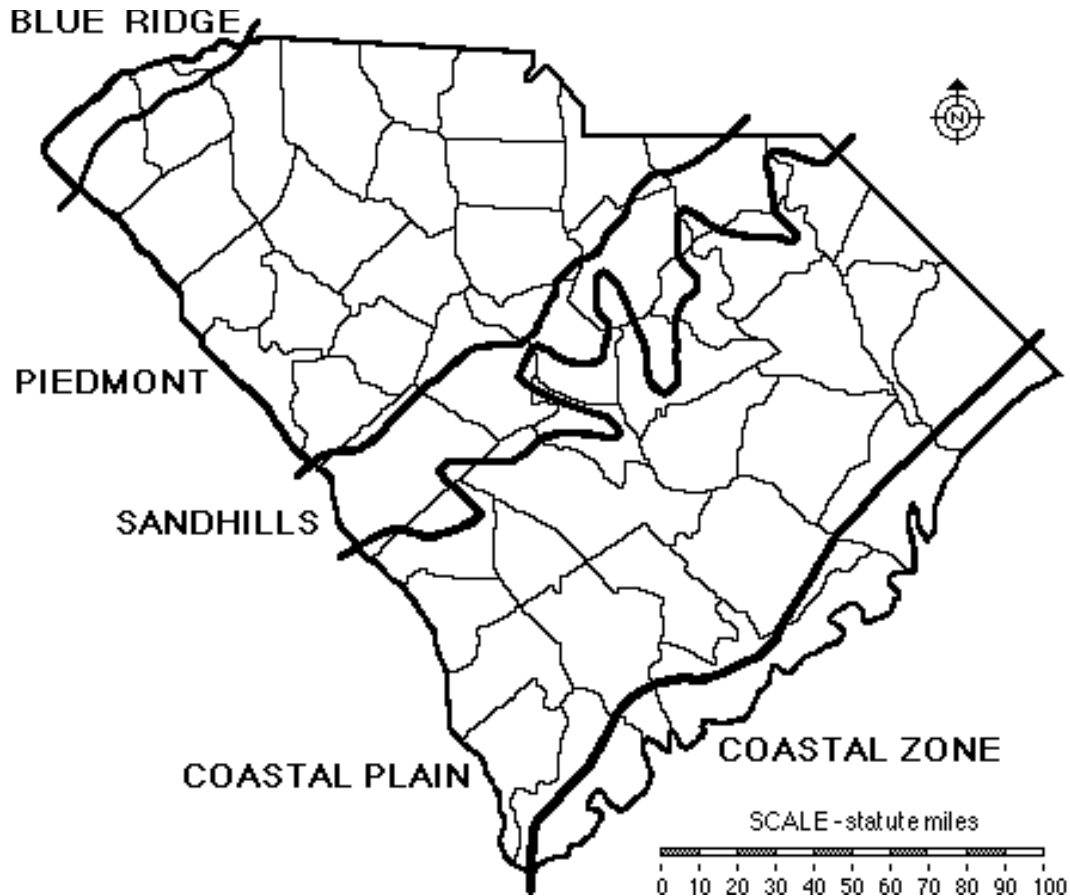 BLUE RIDGE
N
PIEDMONT
SANDHILLS
COASTAL PLAIN
COASTAL ZONE
SCALE - statute miles
0 10 20 30 40 50 60 70 80 90 100